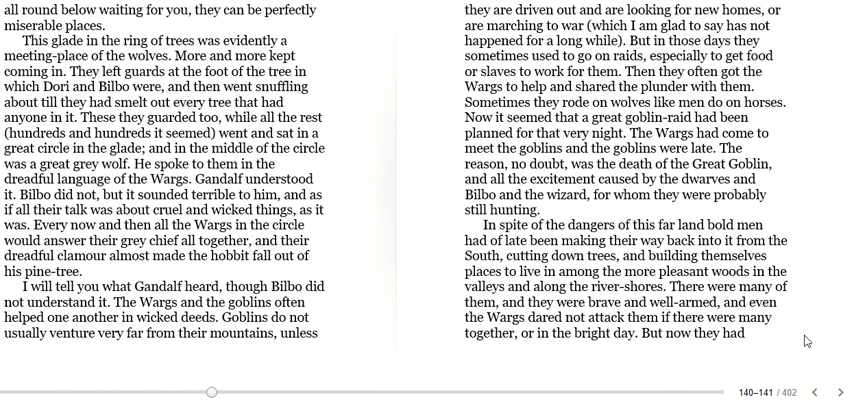 all round below waiting for you, they can be perfectly
miserable places.
This glade in the ring of trees was evidently a
meeting-place of the wolves. More and more kept
coming in. They left guards at the foot of the tree in
which Dori and Bilbo were, and then went snuffling
about till they had smelt out every tree that had
anyone in it. These they guarded too, while all the rest
(hundreds and hundreds it seemed) went and sat in a
great circle in the glade; and in the middle of the circle
was a great grey wolf. He spoke to them in the
dreadful language of the Wargs. Gandalf understood
it. Bilbo did not, but it sounded terrible to him, and as
if all their talk was about cruel and wicked things, as it
was. Every now and then all the Wargs in the circle
would answer their grey chief all together, and their
dreadful clamour almost made the hobbit fall out of
his pine-tree.
I will tell you what Gandalf heard, though Bilbo did
not understand it. The Wargs and the goblins often
helped one another in wicked deeds. Goblins do not
usually venture very far from their mountains, unless
they are driven out and are looking for new homes, or
are marching to war (which I am glad to say has not
happened for a long while). But in those days they
sometimes used to go on raids, especially to get food
or slaves to work for them. Then they often got the
Wargs to help and shared the plunder with them.
Sometimes they rode on wolves like men do on horses.
Now it seemed that a great goblin-raid had been
planned for that very night. The Wargs had come to
meet the goblins and the goblins were late. The
reason, no doubt, was the death of the Great Goblin,
and all the excitement caused by the dwarves and
Bilbo and the wizard, for whom they were probably
still hunting.
In spite of the dangers of this far land bold men
had of late been making their way back into it from the
South, cutting down trees, and building themselves
places to live in among the more pleasant woods in the
valleys and along the river-shores. There were many of
them, and they were brave and well-armed, and even
the Wargs dared not attack them if there were many
together, or in the bright day. But now they had
140–141 / 402